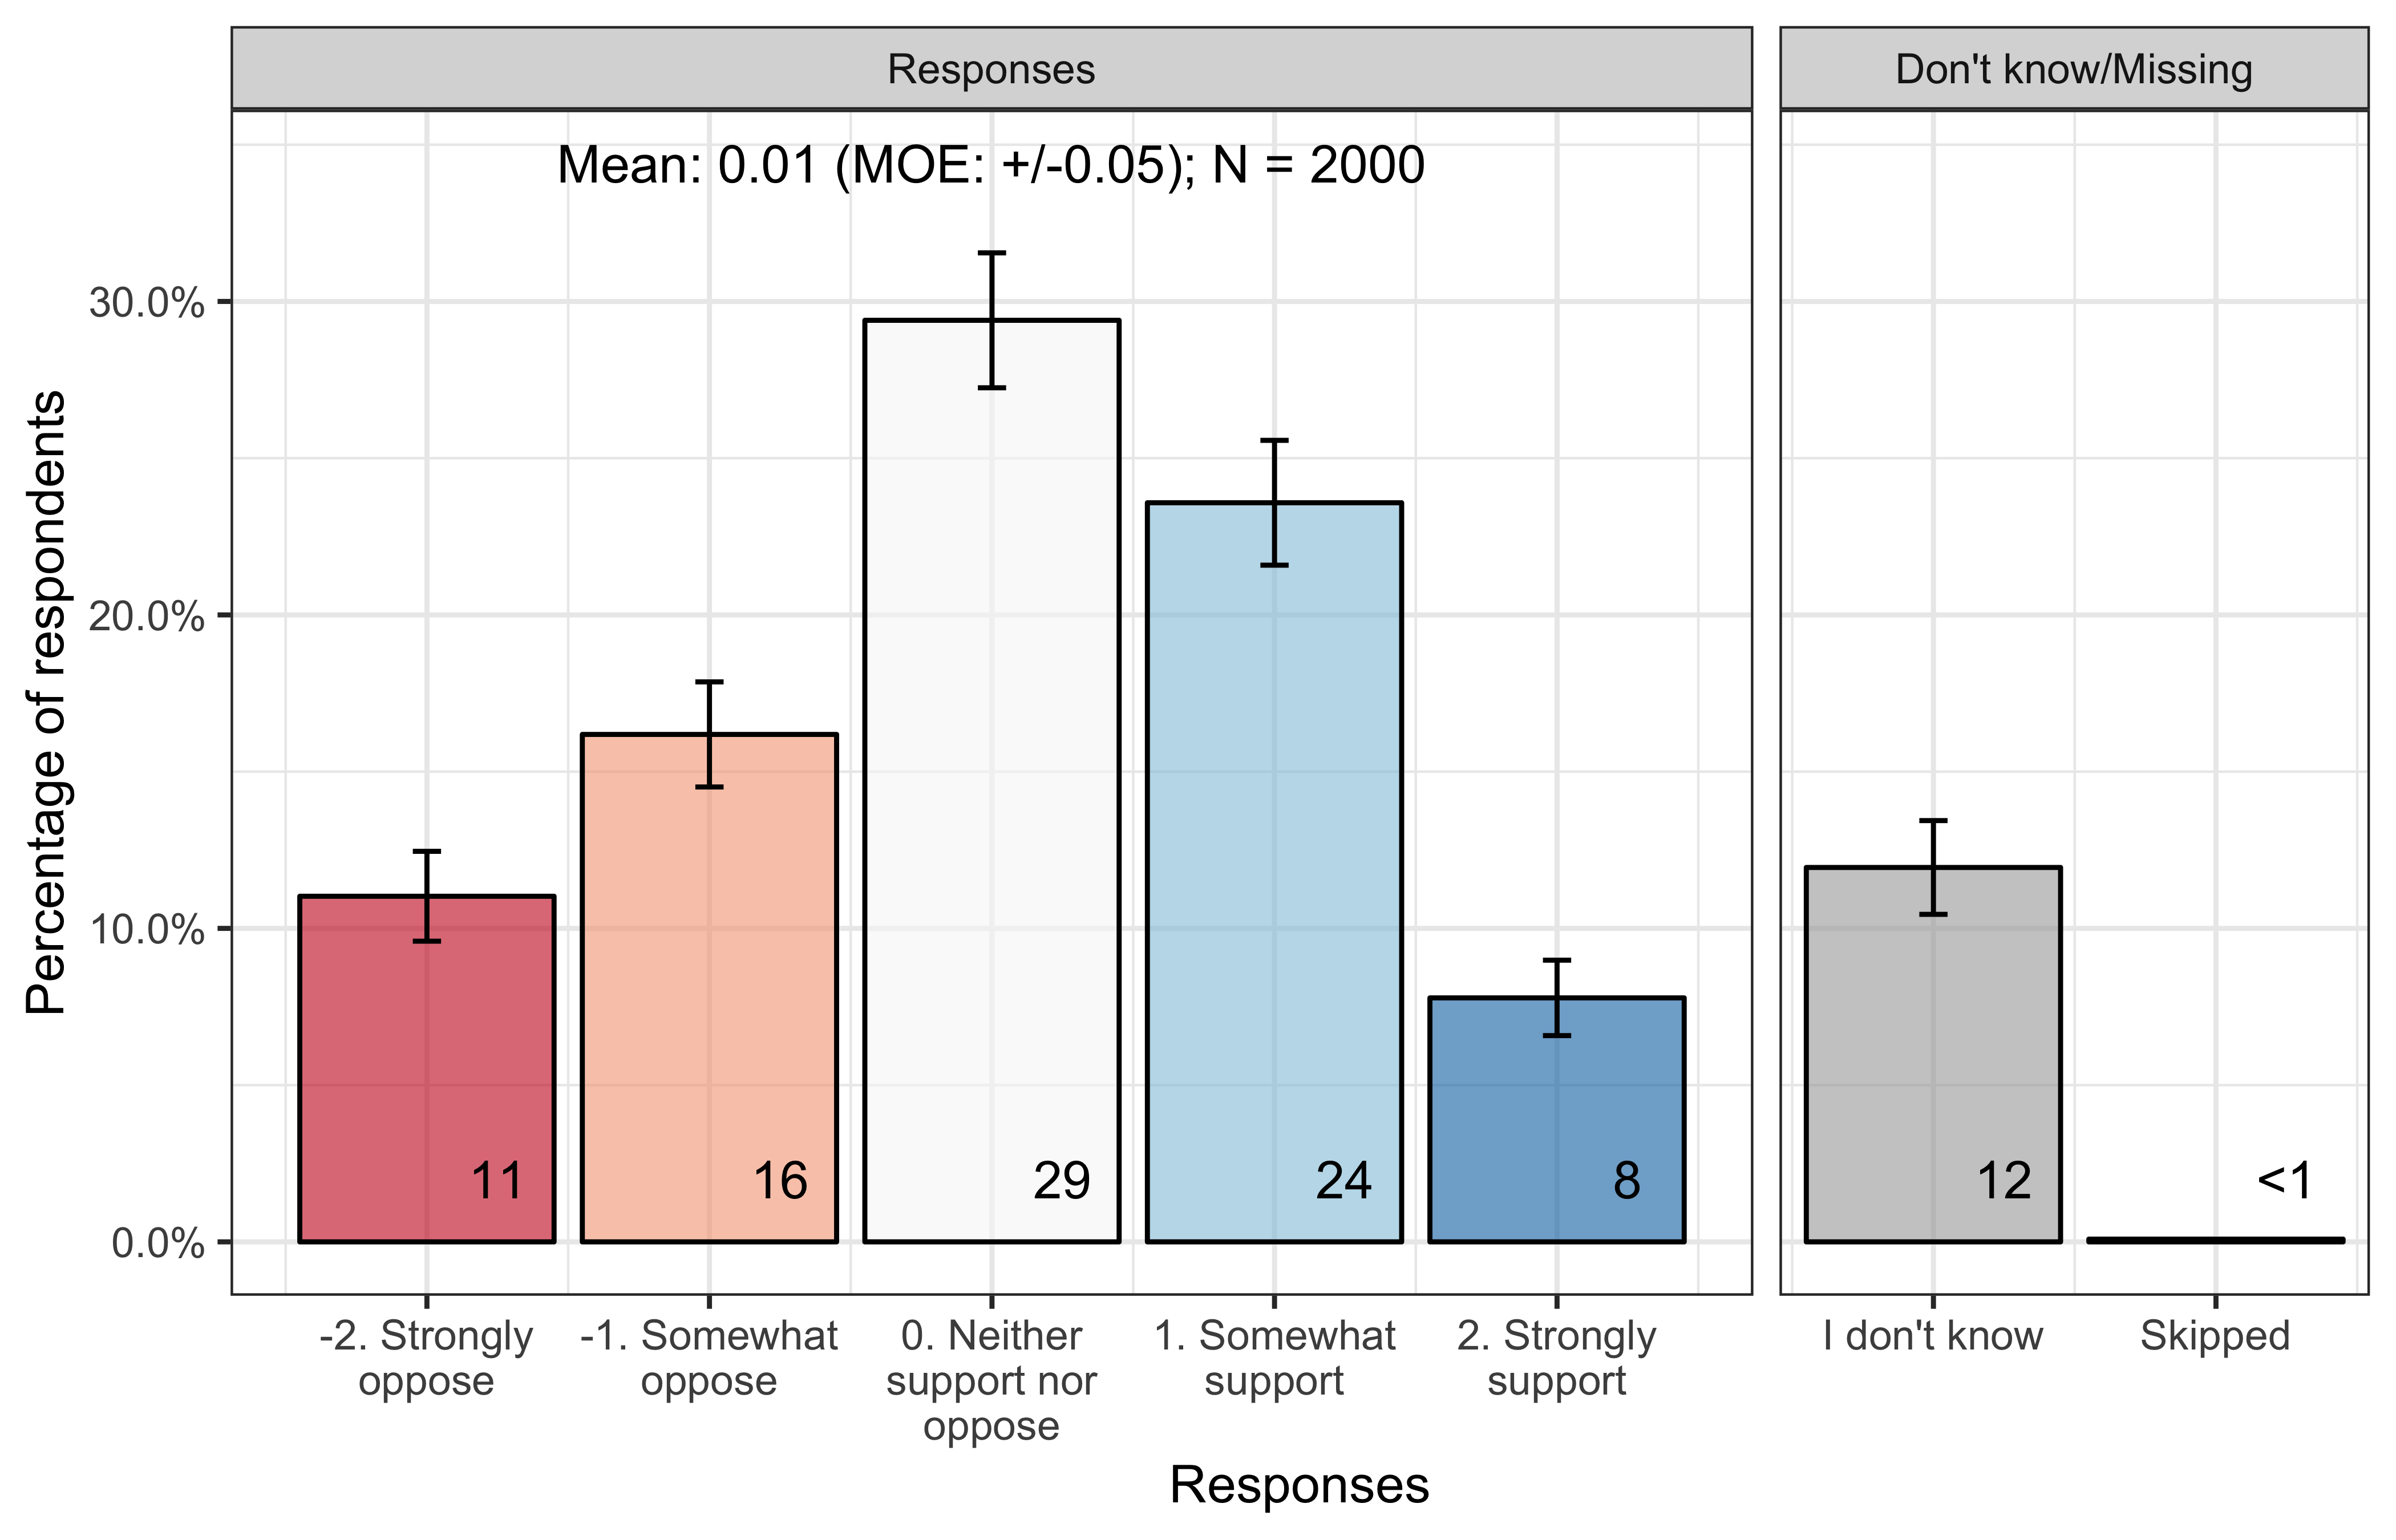 Responses
Don't know/Missing
Mean: 0.01 (MOE: +/-0.05); N = 2000
Percentage of respondents
30.0%
20.0%
10.0%
0.0%
11
16
29
24
8
12
<1
-2. Strongly
oppose
-1. Somewhat
oppose
0. Neither
support nor
oppose
1. Somewhat
support
2. Strongly
support
I don't know
Skipped
Responses